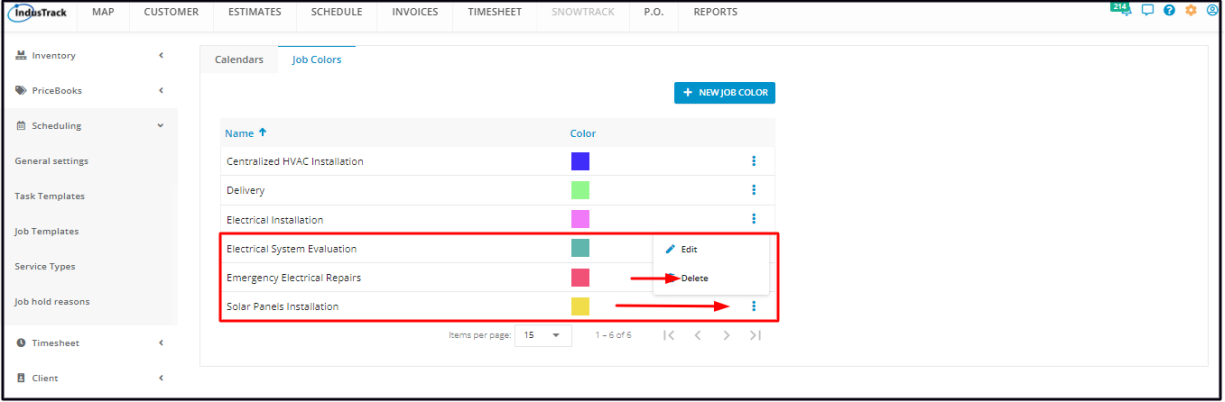 indusTrack MAP CUSTOMER ESTIMATES SCHEDULE INVOICES TIMESHEET SNOWTRACK P.O. REPORTS 214
Inventory
PriceBooks
Scheduling
General settings
Task Templates
Job Templates
Service Types
Job hold reasons
Timesheet
Client
Calendars Job Colors
+ NEW JOB COLOR
Name Color
Centralized HVAC Installation
Delivery
Electrical Installation
Electrical System Evaluation
Edit
Emergency Electrical Repairs
Delete
Solar Panels Installation
Items per page: 15 1 – 6 of 6